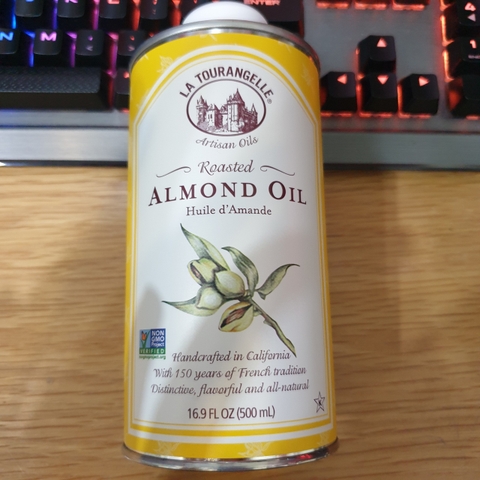 LA TOURANGELLE®
Artisan Oils
Roasted
ALMOND OIL
Huile d'Amande
NON
GMO
Project
VERIFIED
Handcrafted in California
With 150 years of French tradition
Distinctive, flavorful and all-natural
16.9 FL OZ (500 mL)